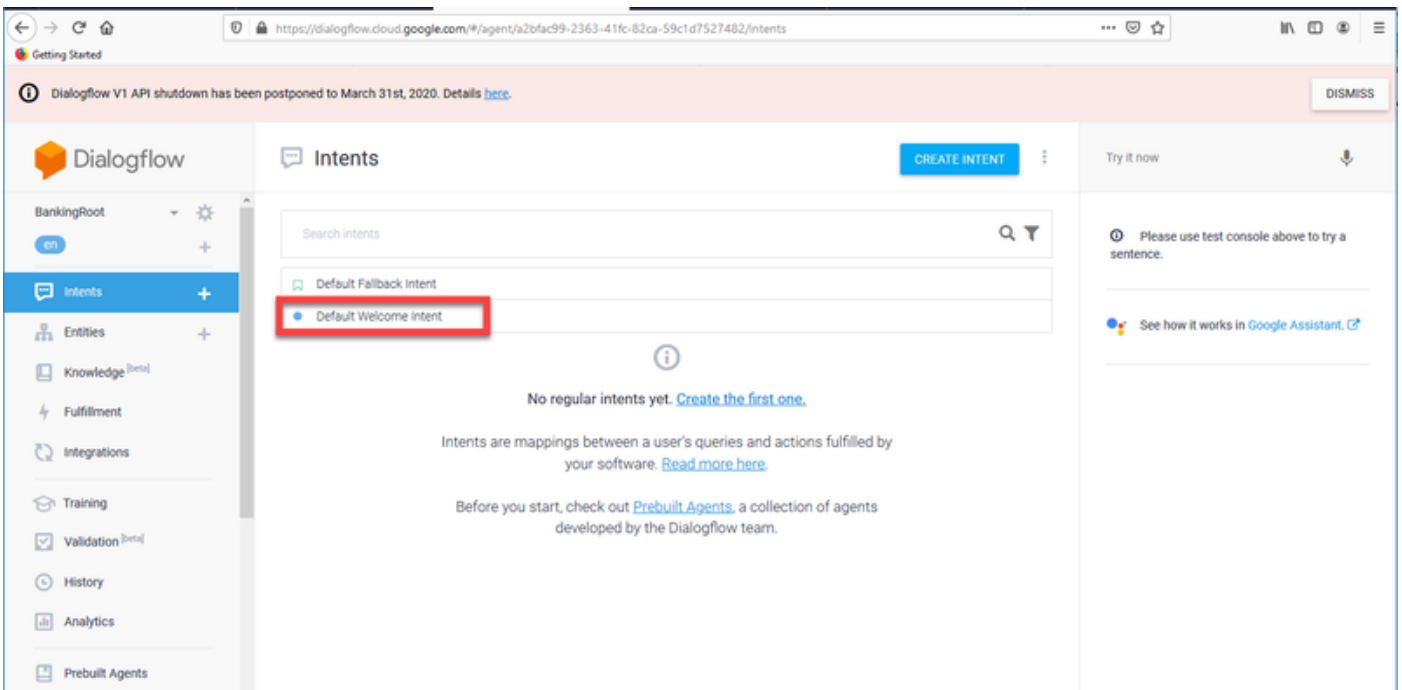 https://dialogflow.cloud.google.com/#/agent/a2bfac99-2363-41fc-82ca-59c1d7527482/intents
Getting Started
Dialogflow V1 API shutdown has been postponed to March 31st, 2020. Details here.
DISMISS
Dialogflow
Intents
CREATE INTENT
Try it now
BankingRoot
en
Intents
Entities
Knowledge [beta]
Fulfillment
Integrations
Training
Validation [beta]
History
Analytics
Prebuilt Agents
Search intents
Default Fallback Intent
Default Welcome Intent
No regular intents yet. Create the first one.
Intents are mappings between a user's queries and actions fulfilled by
your software. Read more here.
Before you start, check out Prebuilt Agents, a collection of agents
developed by the Dialogflow team.
Please use test console above to try a
sentence.
See how it works in Google Assistant.